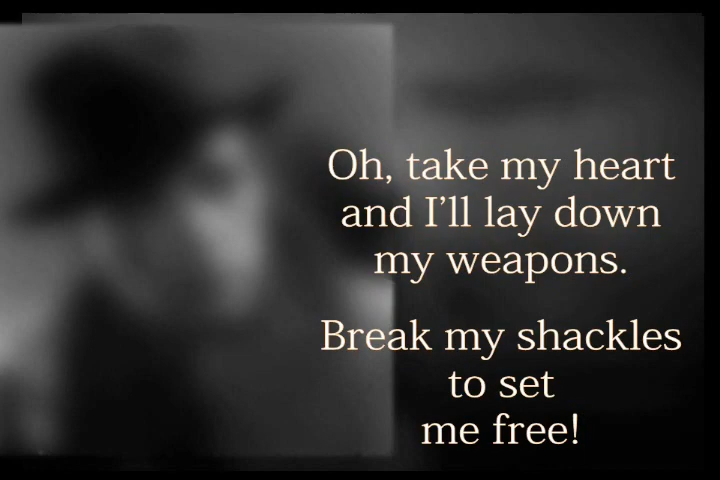 Oh, take my heart
and I’ll lay down
my weapons.
Break my shackles
to set
me free!